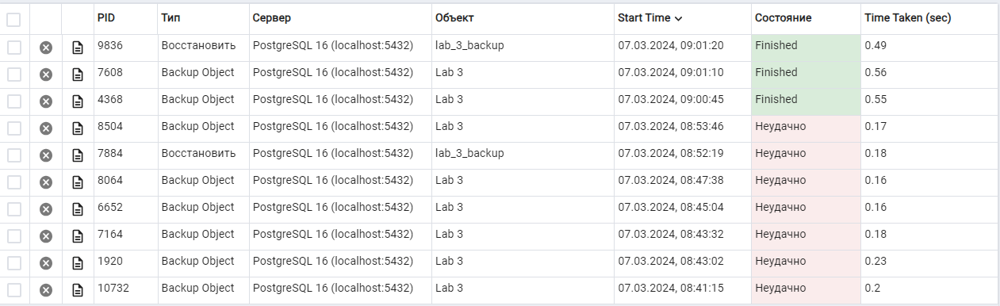 PID Тип Сервер Объект Start Time Состояние Time Taken (sec)
9836 Восстановить PostgreSQL 16 (localhost:5432) lab_3_backup 07.03.2024, 09:01:20 Finished 0.49
7608 Backup Object PostgreSQL 16 (localhost:5432) Lab 3 07.03.2024, 09:01:10 Finished 0.56
4368 Backup Object PostgreSQL 16 (localhost:5432) Lab 3 07.03.2024, 09:00:45 Finished 0.55
8504 Backup Object PostgreSQL 16 (localhost:5432) Lab 3 07.03.2024, 08:53:46 Неудачно 0.17
7884 Восстановить PostgreSQL 16 (localhost:5432) lab_3_backup 07.03.2024, 08:52:19 Неудачно 0.18
8064 Backup Object PostgreSQL 16 (localhost:5432) Lab 3 07.03.2024, 08:47:38 Неудачно 0.16
6652 Backup Object PostgreSQL 16 (localhost:5432) Lab 3 07.03.2024, 08:45:04 Неудачно 0.16
7164 Backup Object PostgreSQL 16 (localhost:5432) Lab 3 07.03.2024, 08:43:32 Неудачно 0.18
1920 Backup Object PostgreSQL 16 (localhost:5432) Lab 3 07.03.2024, 08:43:02 Неудачно 0.23
10732 Backup Object PostgreSQL 16 (localhost:5432) Lab 3 07.03.2024, 08:41:15 Неудачно 0.2